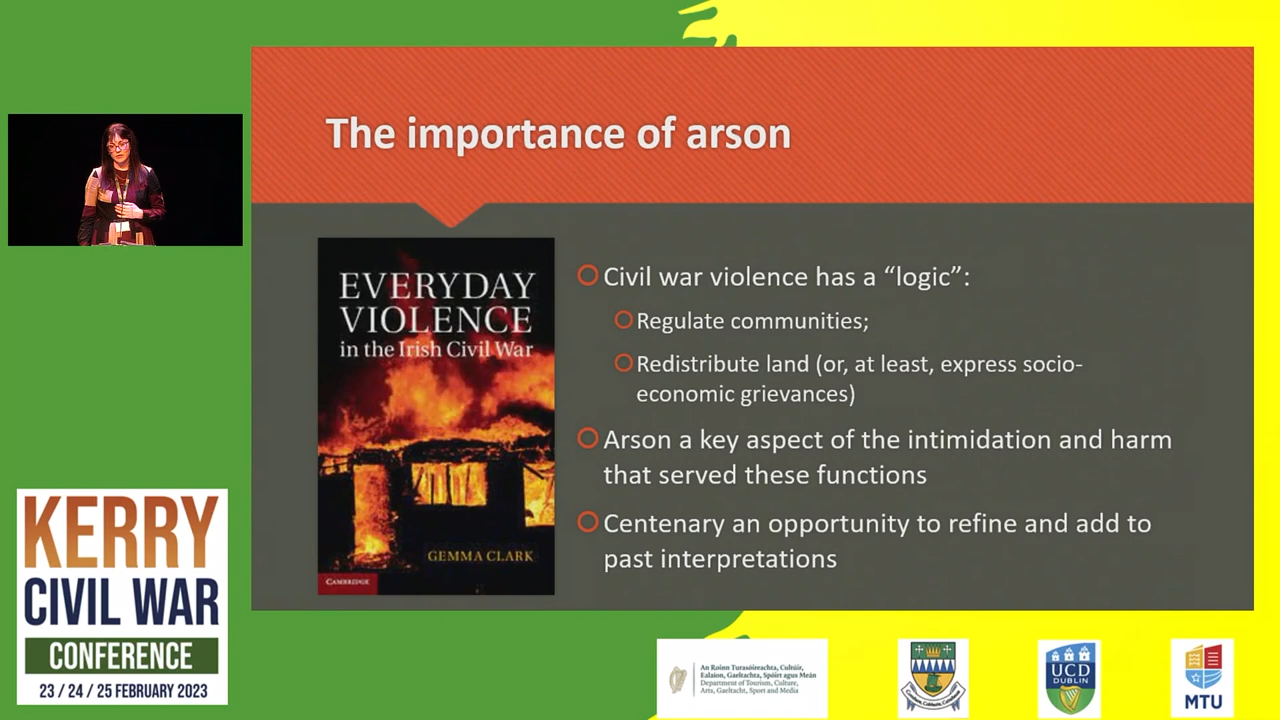 The importance of arson
EVERYDAY
VIOLENCE
in the Irish Civil War
GEMMA CLARK
CAMBRIDGE
Civil war violence has a “logic”:
Regulate communities;
Redistribute land (or, at least, express socio-
economic grievances)
Arson a key aspect of the intimidation and harm
that served these functions
Centenary an opportunity to refine and add to
past interpretations
KERRY
CIVIL WAR
CONFERENCE
23 / 24 / 25 FEBRUARY 2023
An Roinn Turasóireachta, Cultúir,
Ealaíon, Gaeltachta, Spóirt agus Meán
Department of Tourism, Culture,
Arts, Gaeltacht, Sport and Media
UCD
DUBLIN
MTU